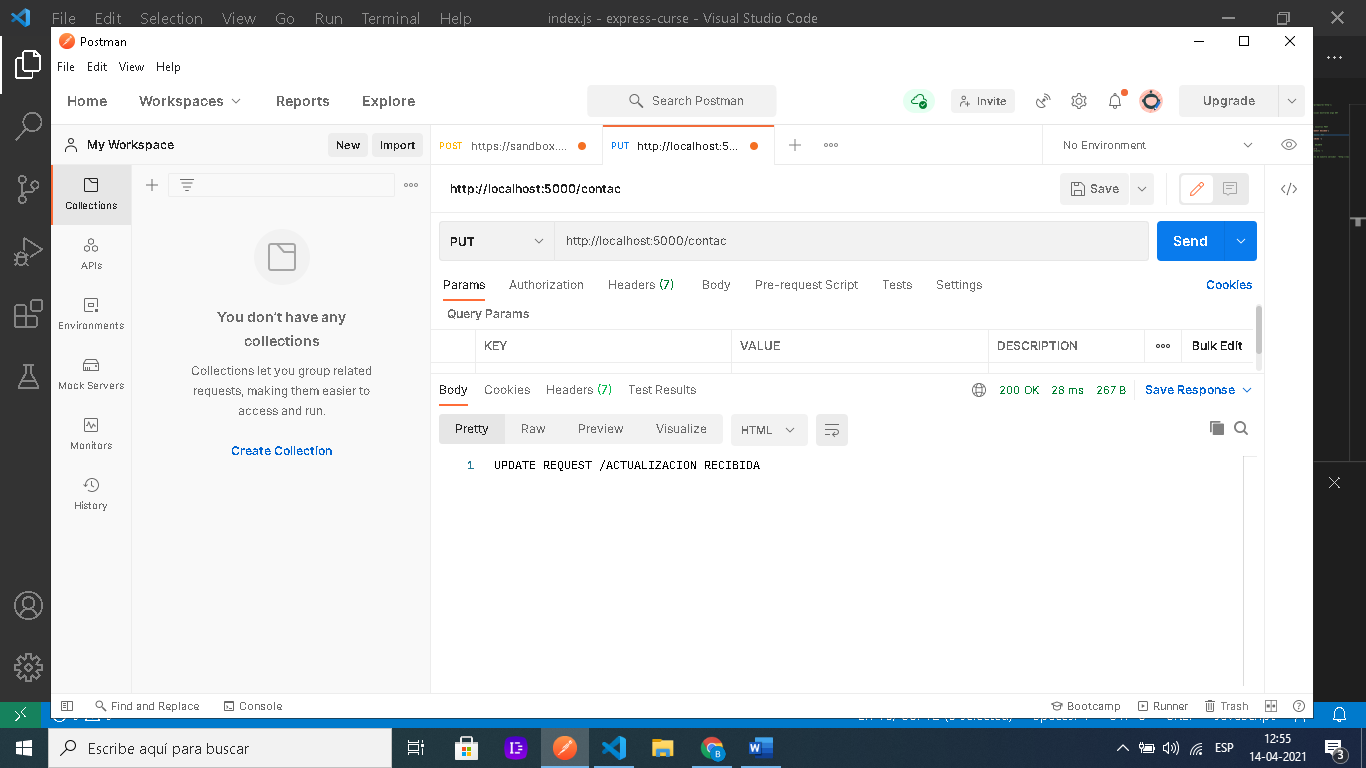 File Edit Selection View Go Run Terminal Help index.js - express-curse - Visual Studio Code
Postman
File Edit View Help
Home Workspaces Reports Explore Search Postman Invite Upgrade
My Workspace New Import POST https://sandbox.... PUT http://localhost:5... No Environment
Collections
APIs
Environments
Mock Servers
Monitors
History
You don't have any
collections
Collections let you group related
requests, making them easier to
access and run.
Create Collection
http://localhost:5000/contac Save
PUT http://localhost:5000/contac Send
Params Authorization Headers (7) Body Pre-request Script Tests Settings Cookies
Query Params
KEY VALUE DESCRIPTION Bulk Edit
Body Cookies Headers (7) Test Results 200 OK 28 ms 267 B Save Response
Pretty Raw Preview Visualize HTML
1 UPDATE REQUEST /ACTUALIZACION RECIBIDA
Find and Replace Console Bootcamp Runner Trash
Escribe aquí para buscar ESP 12:55
14-04-2021 3